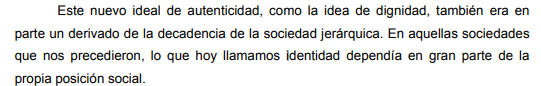 Este nuevo ideal de autenticidad, como la idea de dignidad, también era en
parte un derivado de la decadencia de la sociedad jerárquica. En aquellas sociedades
que nos precedieron, lo que hoy llamamos identidad dependía en gran parte de la
propia posición social.